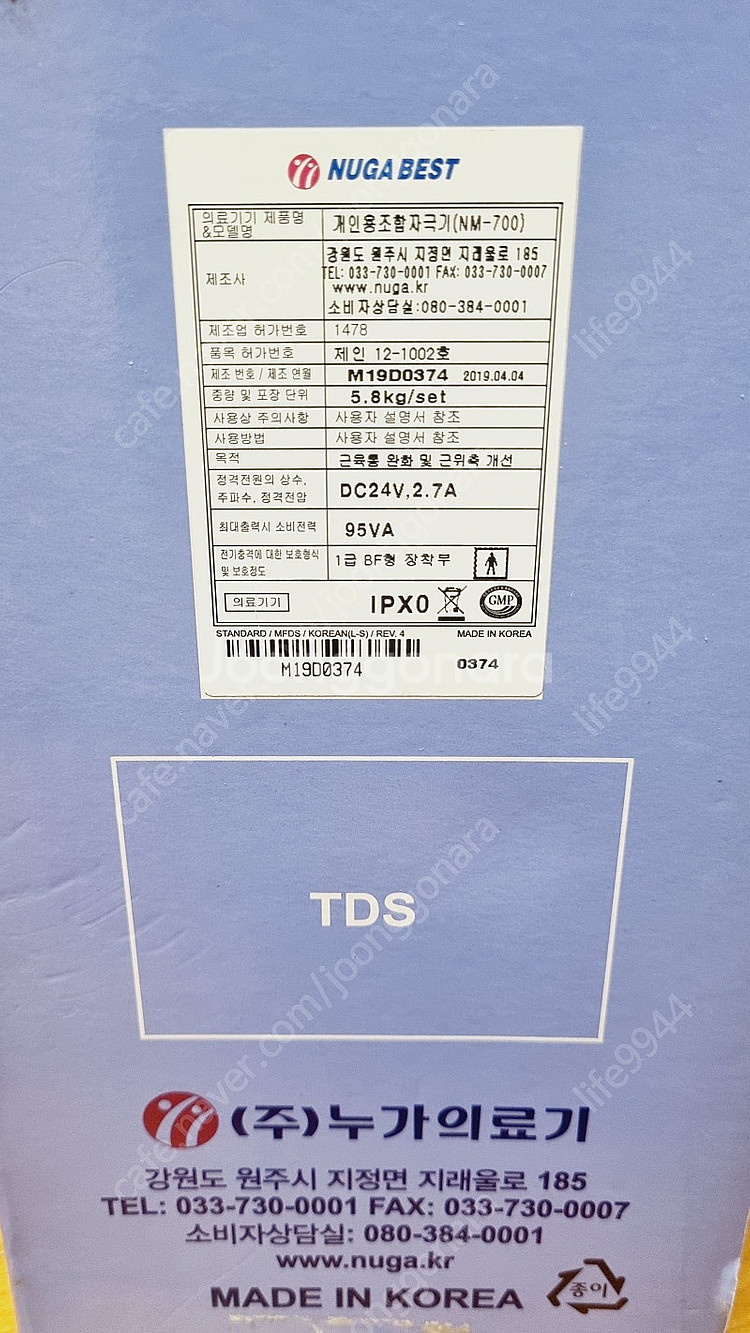 NUGA BEST
의료기기 제품명 &모델명 개인용조합자극기(NM-700)
제조사
강원도 원주시 지정면 지래울로 185
TEL: 033-730-0001 FAX: 033-730-0007
www.nuga.kr
소비자상담실:080-384-0001
제조업 허가번호 1478
품목 허가번호 제인 12-1002호
제조 번호 / 제조 연월 M19D0374 2019.04.04
중량 및 포장 단위 5.8kg/set
사용상 주의사항 사용자 설명서 참조
사용방법 사용자 설명서 참조
목적 근육통 완화 및 근위축 개선
정격전원의 상수,
주파수, 정격전압 DC24V,2.7A
최대출력시 소비전력 95VA
전기충격에 대한 보호형식
및 보호정도 1급 BF형 장착부
의료기기 IPX0 GMP
STANDARD / MFDS / KOREAN(L-S) / REV. 4 MADE IN KOREA
M19D0374 0374
TDS
(주)누가의료기
강원도 원주시 지정면 지래울로 185
TEL: 033-730-0001 FAX: 033-730-0007
소비자상담실: 080-384-0001
www.nuga.kr
MADE IN KOREA
종이
cafe.naver.com/joonggonara
life9944
life9944
life9944
Joonggonara